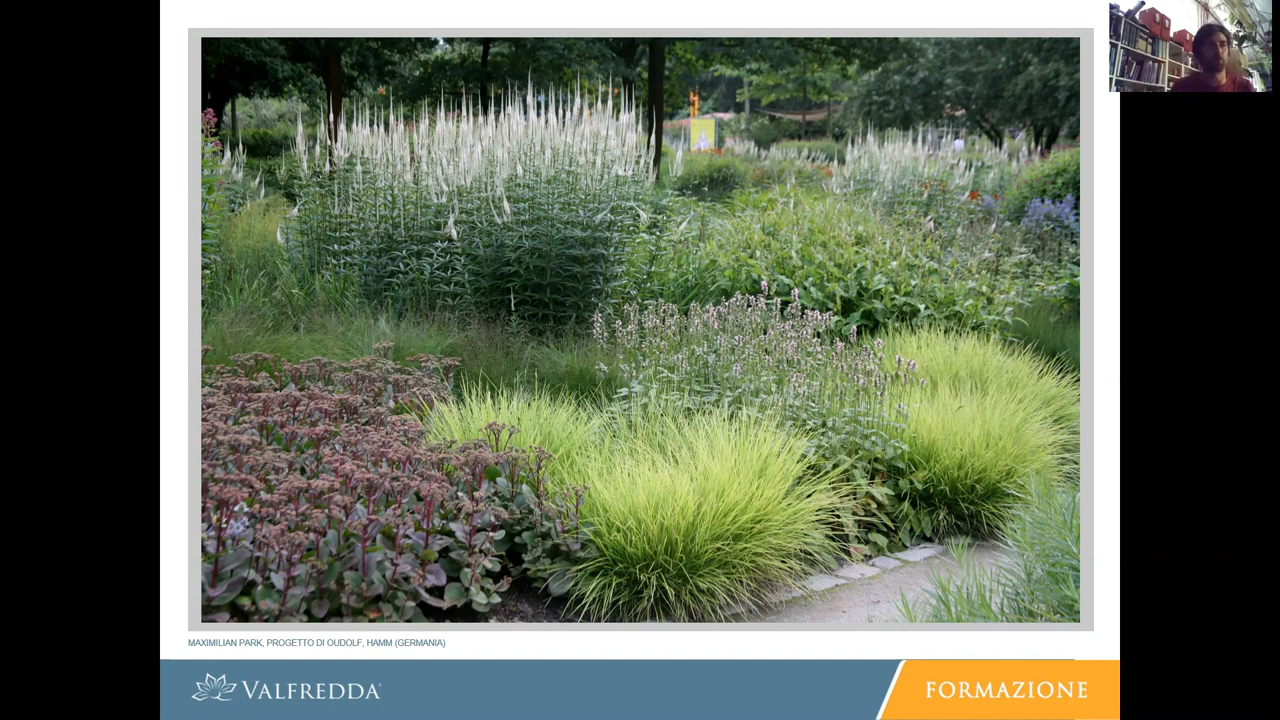 MAXIMILIAN PARK, PROGETTO DI OUDOLF, HAMM (GERMANIA)
VALFREDDA®
FORMAZIONE